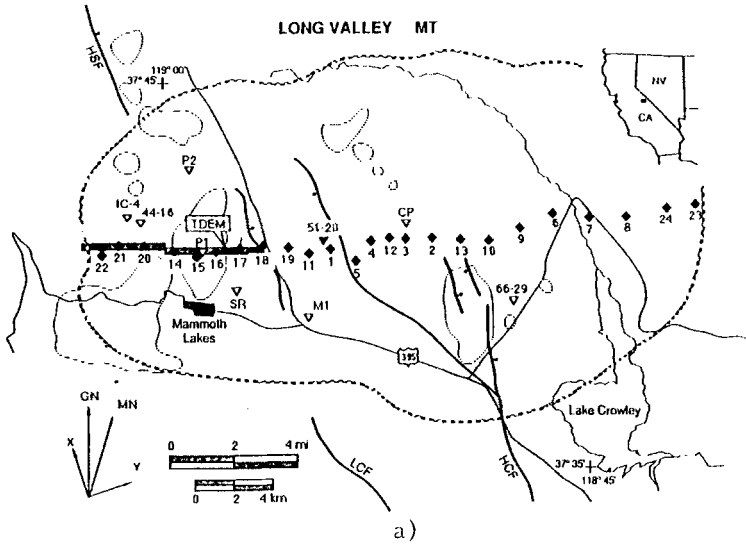 LONG VALLEY MT
HSF
119° 00'
37° 45'
NV
CA
P2
IC-4
44-16
TDEM
51-20
CP
P1
22
21
20
14
15
16
17
18
19
11
1
5
4
12
3
2
13
10
9
6
7
8
24
23
SR
M1
66-29
Mammoth
Lakes
395
Lake Crowley
GN
MN
X
Y
0 2 4 mi
0 2 4 km
LCF
HCF
37° 35'
118° 45'
a)